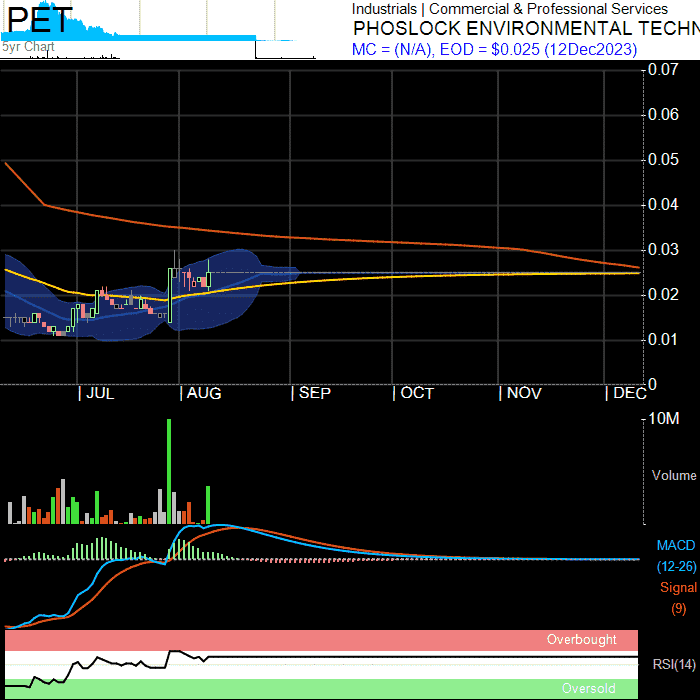 PET
5yr Chart
Industrials | Commercial & Professional Services
PHOSLOCK ENVIRONMENTAL TECHN
MC = (N/A), EOD = $0.025 (12Dec2023)
0.07
0.06
0.05
0.04
0.03
0.02
0.01
0
| JUL
| AUG
| SEP
| OCT
| NOV
| DEC
10M
Volume
MACD
(12-26)
Signal
(9)
Overbought
RSI(14)
Oversold